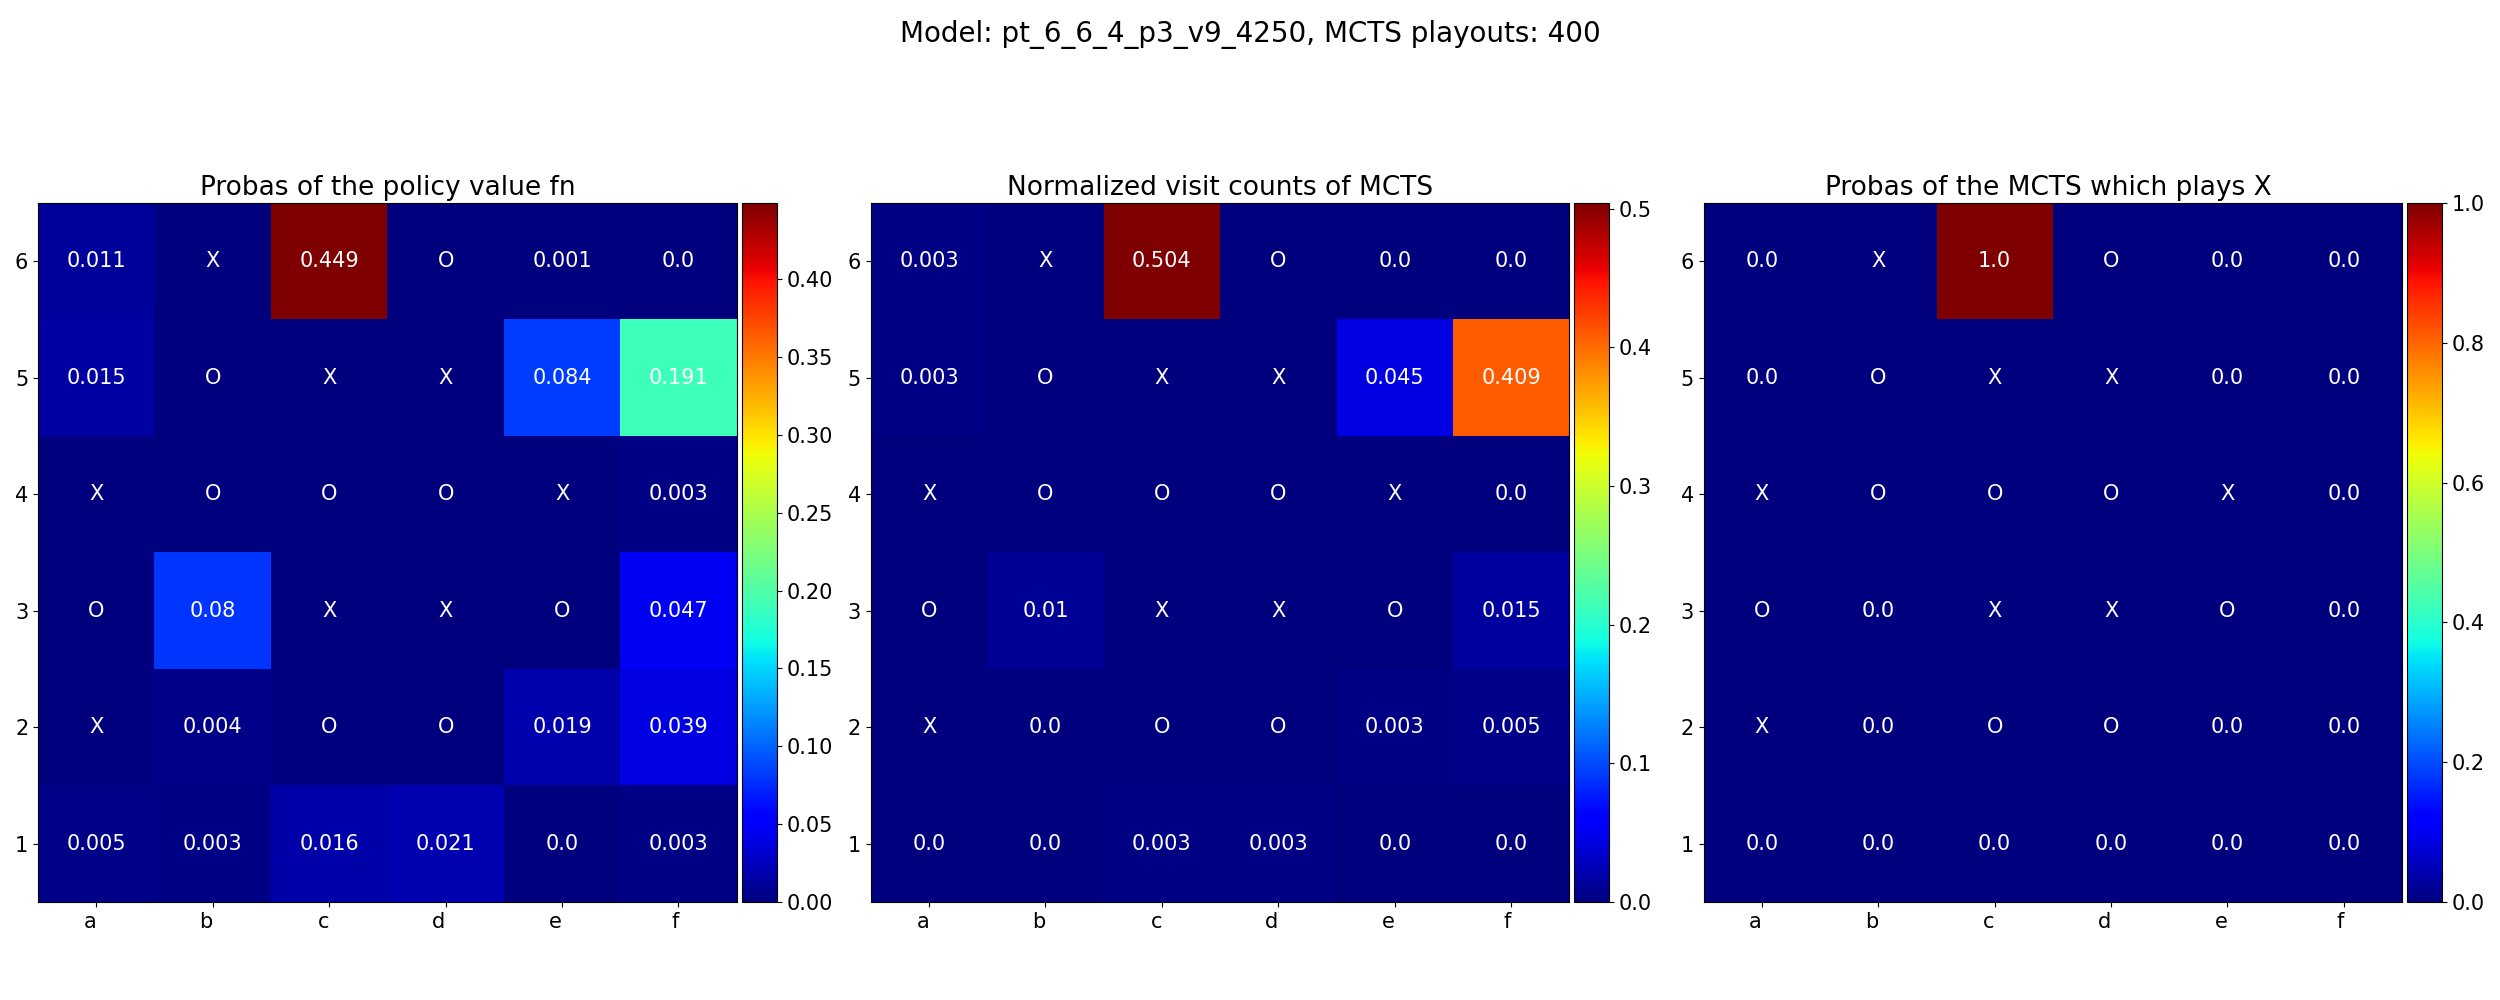 Model: pt_6_6_4_p3_v9_4250, MCTS playouts: 400
Probas of the policy value fn
6 0.011 X 0.449 O 0.001 0.0
5 0.015 O X X 0.084 0.191
4 X O O O X 0.003
3 O 0.08 X X O 0.047
2 X 0.004 O O 0.019 0.039
1 0.005 0.003 0.016 0.021 0.0 0.003
a b c d e f
0.40
0.35
0.30
0.25
0.20
0.15
0.10
0.05
0.00
Normalized visit counts of MCTS
6 0.003 X 0.504 O 0.0 0.0
5 0.003 O X X 0.045 0.409
4 X O O O X 0.0
3 O 0.01 X X O 0.015
2 X 0.0 O O 0.003 0.005
1 0.0 0.0 0.003 0.003 0.0 0.0
a b c d e f
0.5
0.4
0.3
0.2
0.1
0.0
Probas of the MCTS which plays X
6 0.0 X 1.0 O 0.0 0.0
5 0.0 O X X 0.0 0.0
4 X O O O X 0.0
3 O 0.0 X X O 0.0
2 X 0.0 O O 0.0 0.0
1 0.0 0.0 0.0 0.0 0.0 0.0
a b c d e f
1.0
0.8
0.6
0.4
0.2
0.0